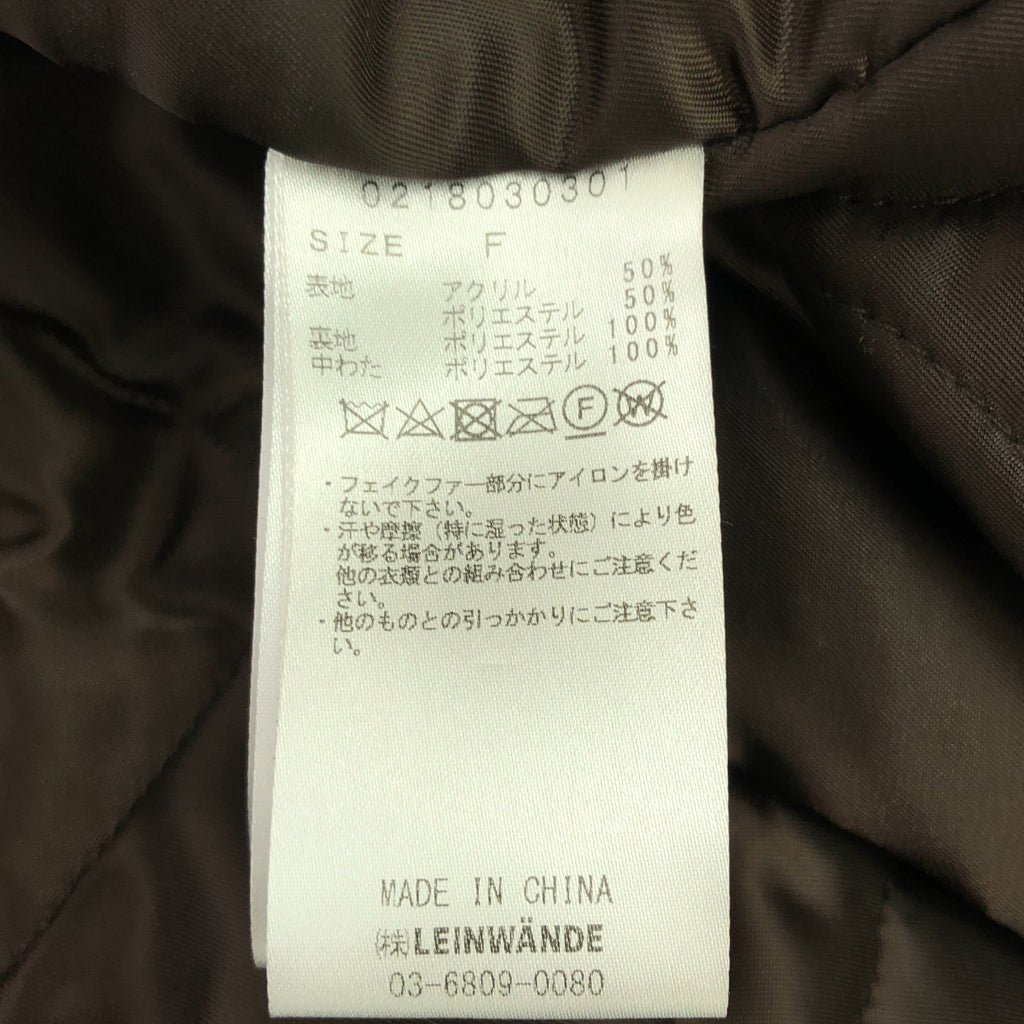 0218030301
SIZE F
表地 アクリル 50%
ポリエステル 50%
裏地 ポリエステル 100%
中わた ポリエステル 100%
F W
・フェイクファー部分にアイロンを掛け
ないで下さい。
・汗や摩擦(特に湿った状態)により色
が移る場合があります。
他の衣類との組み合わせにご注意くだ
さい。
・他のものとの引っかかりにご注意下さ
い。
MADE IN CHINA
㈱LEINWÄNDE
03-6809-0080